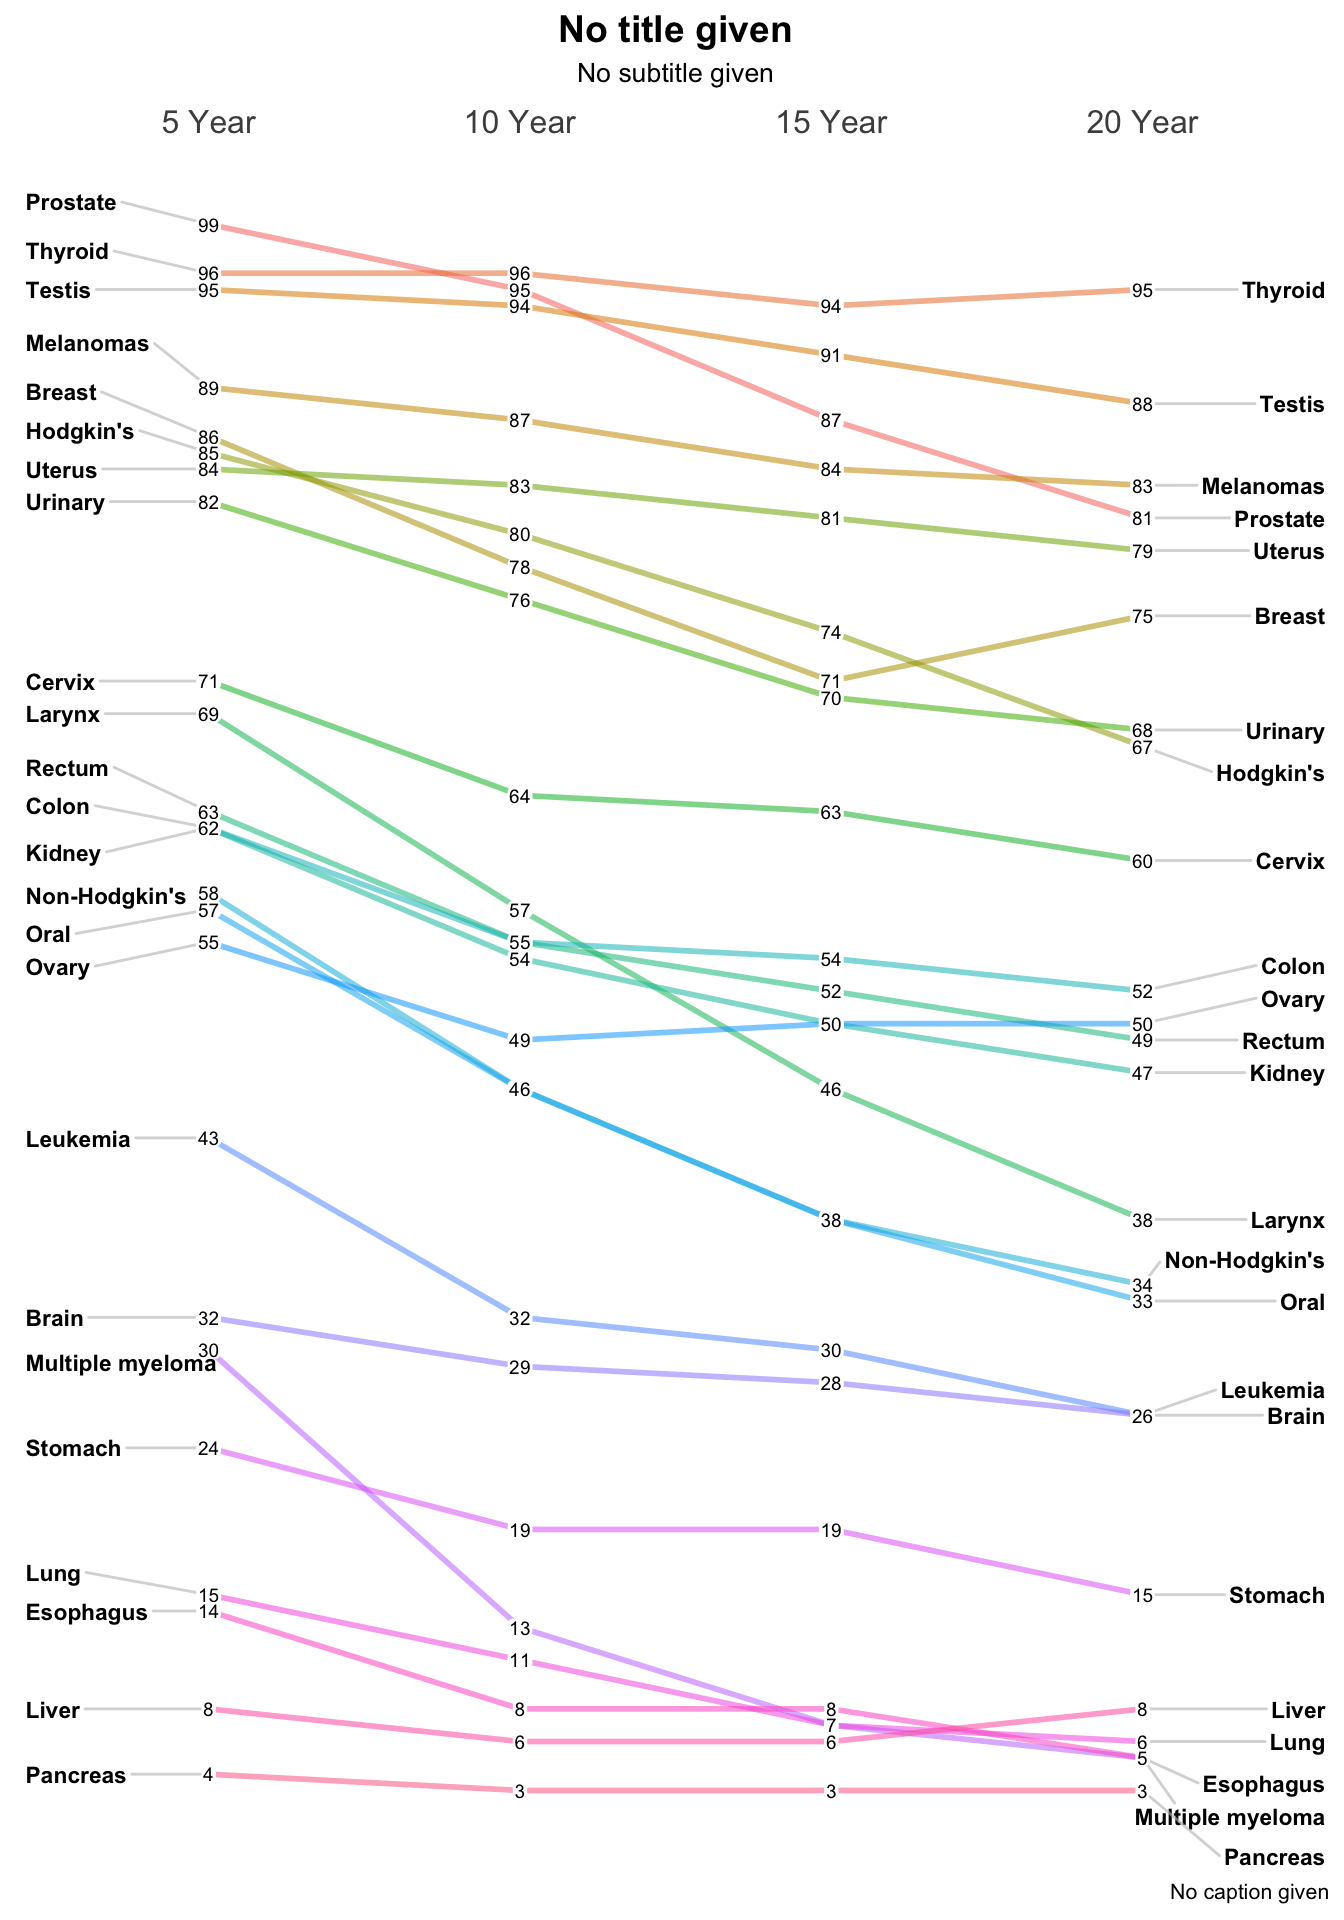 No title given
No subtitle given
5 Year 10 Year 15 Year 20 Year
Prostate 99
Thyroid 96 96
Testis 95 95 94 94 95 Thyroid
Melanomas
89 91 88 Testis
Breast 87 87
Hodgkin's 86
85
Uterus 84 83 84 83 Melanomas
Urinary 82 81 81 Prostate
80 79 Uterus
78
76 74 75 Breast
Cervix 71 71
Larynx 69 70 68 Urinary
67 Hodgkin's
Rectum
Colon 63 64 63
62
Kidney 60 Cervix
Non-Hodgkin's 58
Oral 57 57
Ovary 55 55 54 Colon
54 52 52 Ovary
49 50 50
49 Rectum
47 Kidney
46 46
Leukemia 43
38 38 Larynx
Non-Hodgkin's
34
33 Oral
Brain 32 32
Multiple myeloma 30 29 30
28 Leukemia
26 Brain
Stomach 24
19 19
Lung 15 15 Stomach
Esophagus 14 13
11
Liver 8 8 8 8 Liver
7
6 6 6 Lung
5
Pancreas 4 3 3 3 Esophagus
Multiple myeloma
Pancreas
No caption given